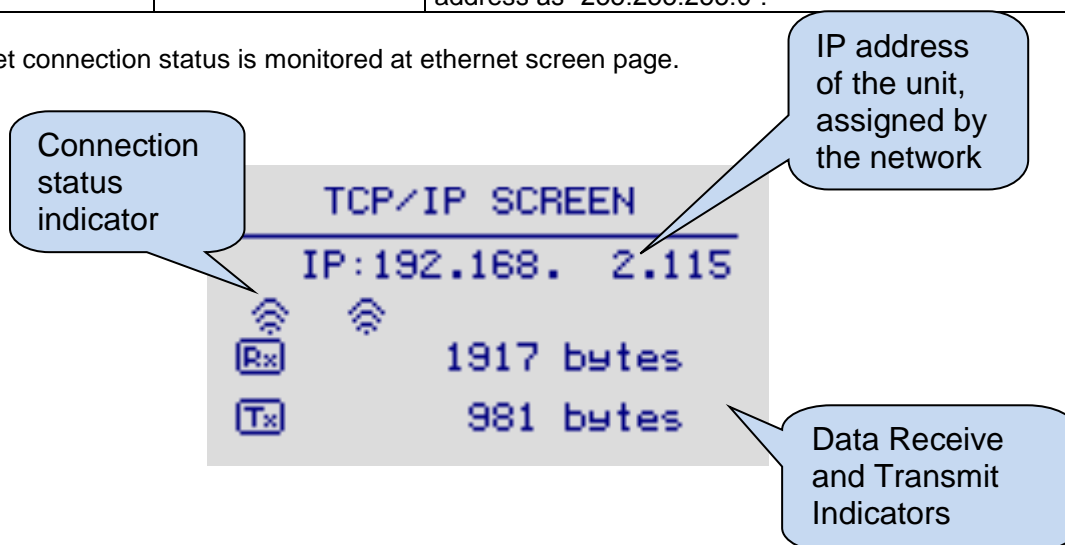 address as "255.255.255.0".
et connection status is monitored at ethernet screen page.
IP address
of the unit,
assigned by
the network
Connection
status
indicator
TCP/IP SCREEN
IP:192.168. 2.115
Rx 1917 bytes
Tx 981 bytes
Data Receive
and Transmit
Indicators